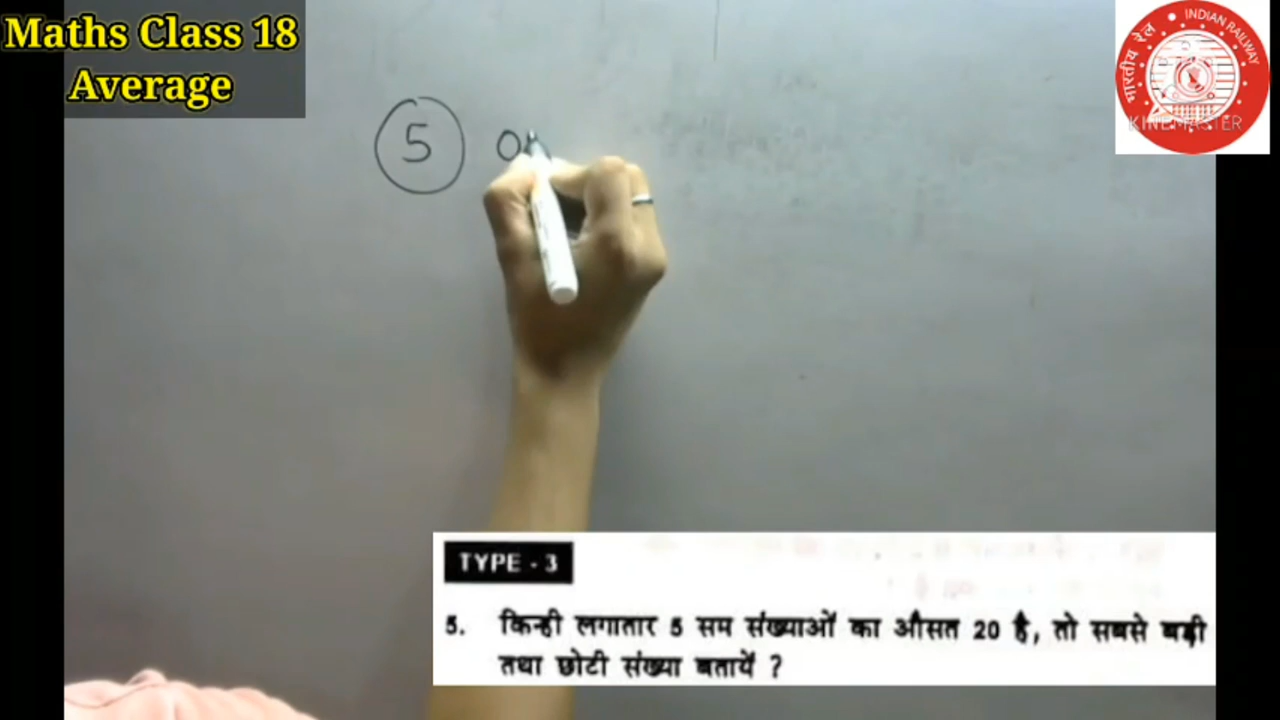 Maths Class 18
Average
भारतीय रेल INDIAN RAILWAY
KINEMASTER
5
TYPE - 3
5. किन्ही लगातार 5 सम संख्याओं का औसत 20 है, तो सबसे बड़ी
तथा छोटी संख्या बतायें ?